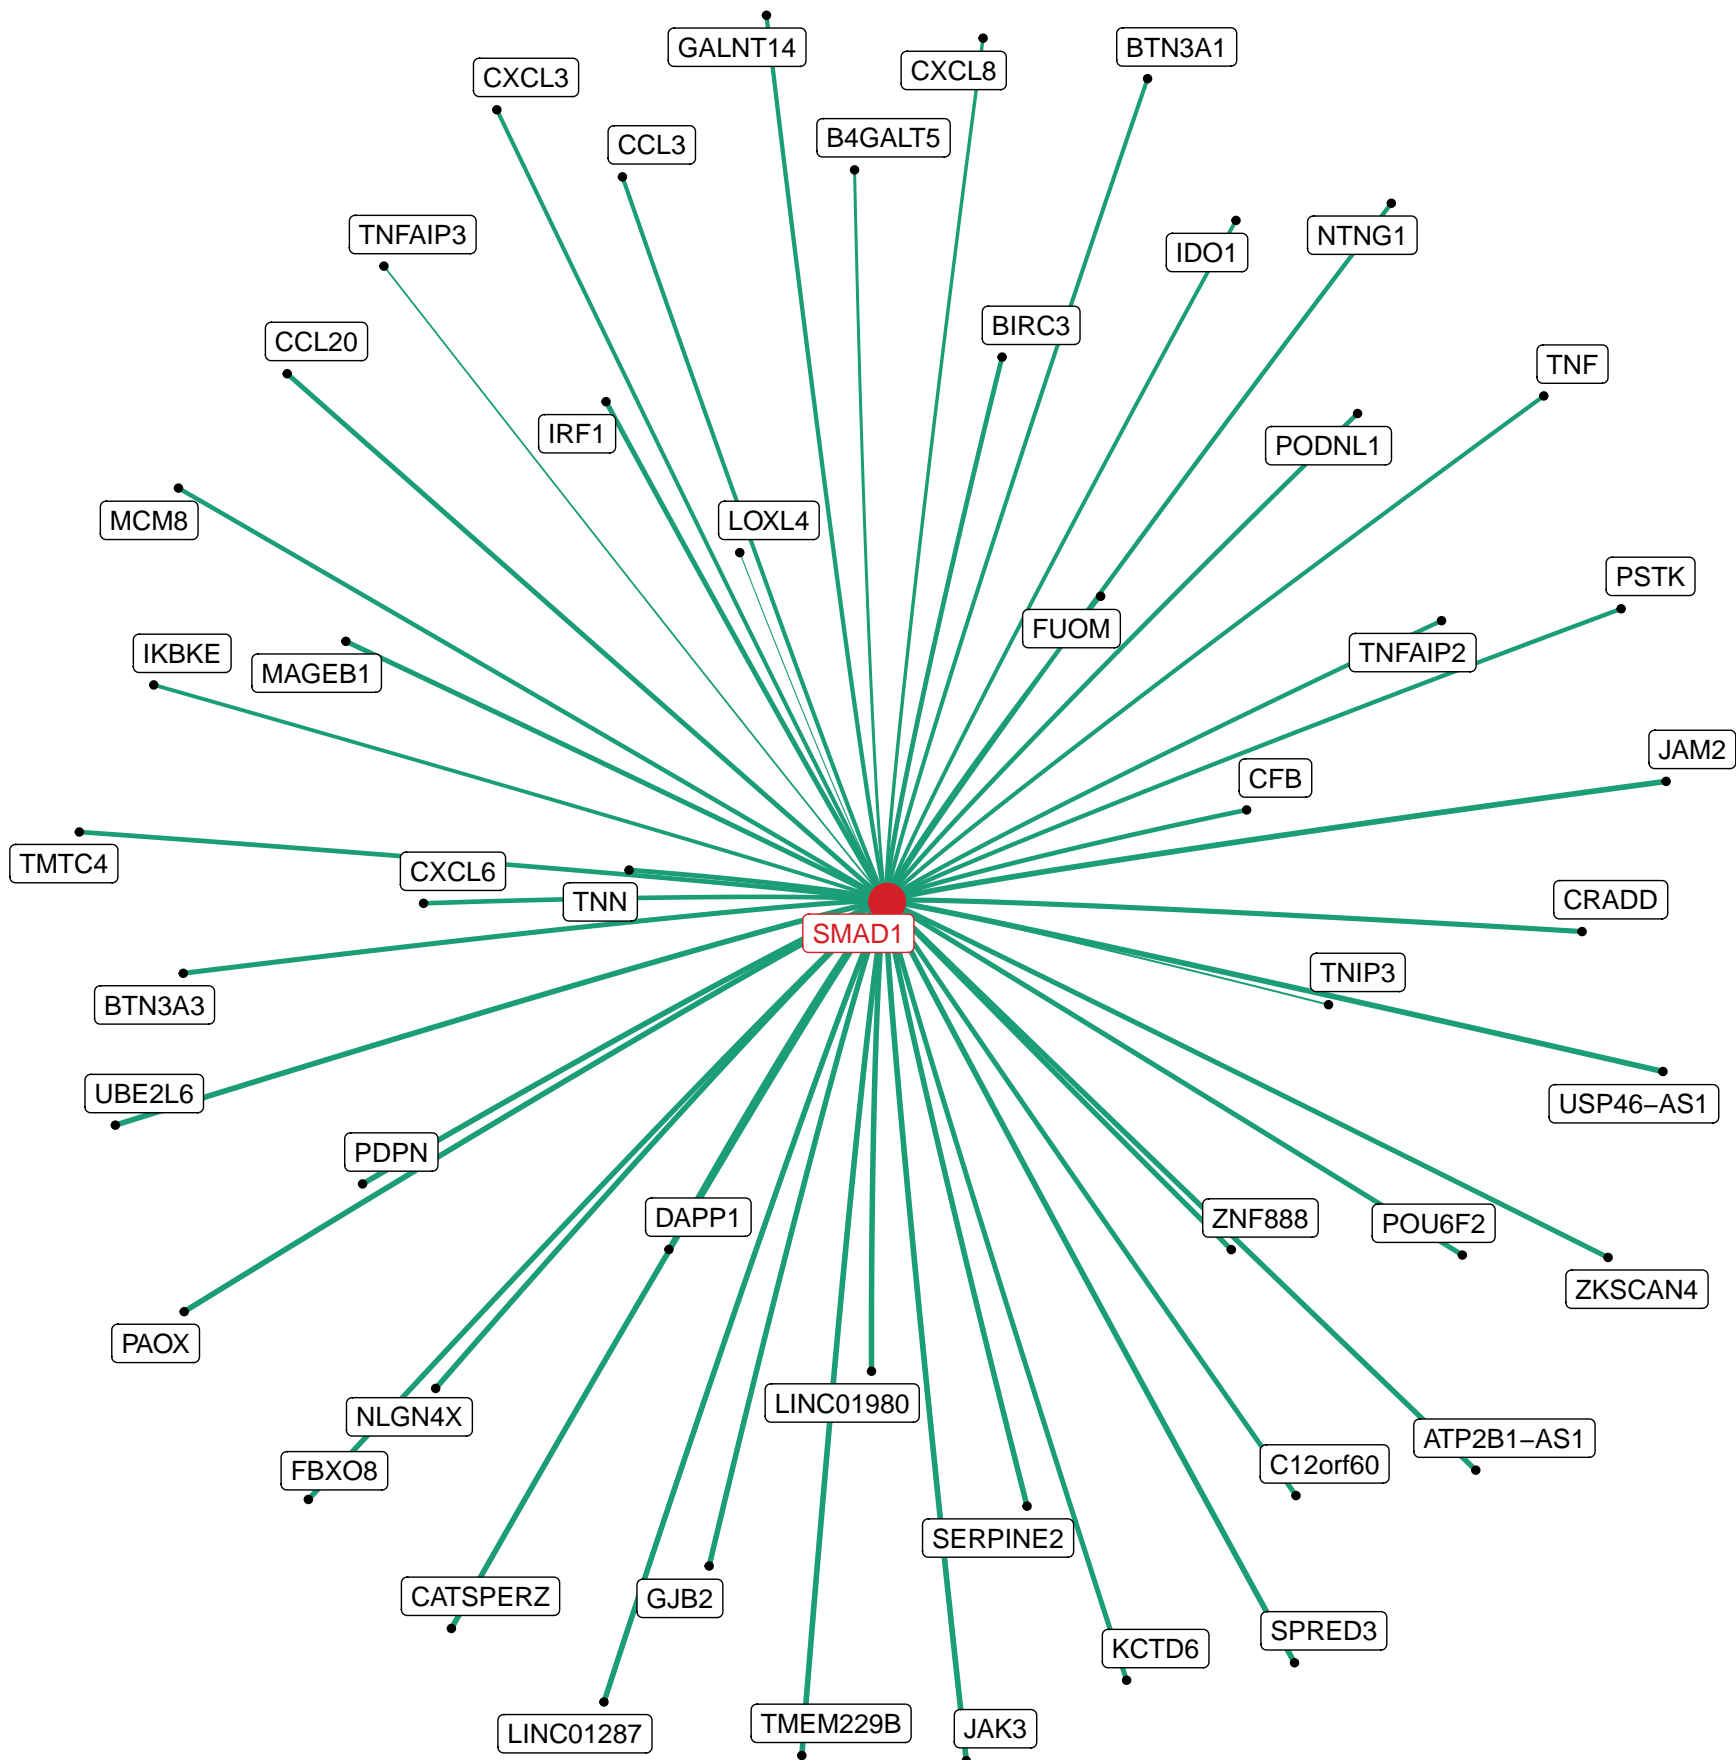 GALNT14
CXCL8
BTN3A1
CXCL3
B4GALT5
CCL3
TNFAIP3
IDO1
NTNG1
BIRC3
CCL20
TNF
IRF1
PODNL1
MCM8
LOXL4
PSTK
FUOM
TNFAIP2
IKBKE
MAGEB1
JAM2
CFB
TMTC4
CXCL6
TNN
CRADD
SMAD1
TNIP3
BTN3A3
UBE2L6
USP46−AS1
PDPN
DAPP1
ZNF888
POU6F2
ZKSCAN4
PAOX
LINC01980
NLGN4X
ATP2B1−AS1
C12orf60
FBXO8
SERPINE2
CATSPERZ
GJB2
SPRED3
KCTD6
TMEM229B
JAK3
LINC01287